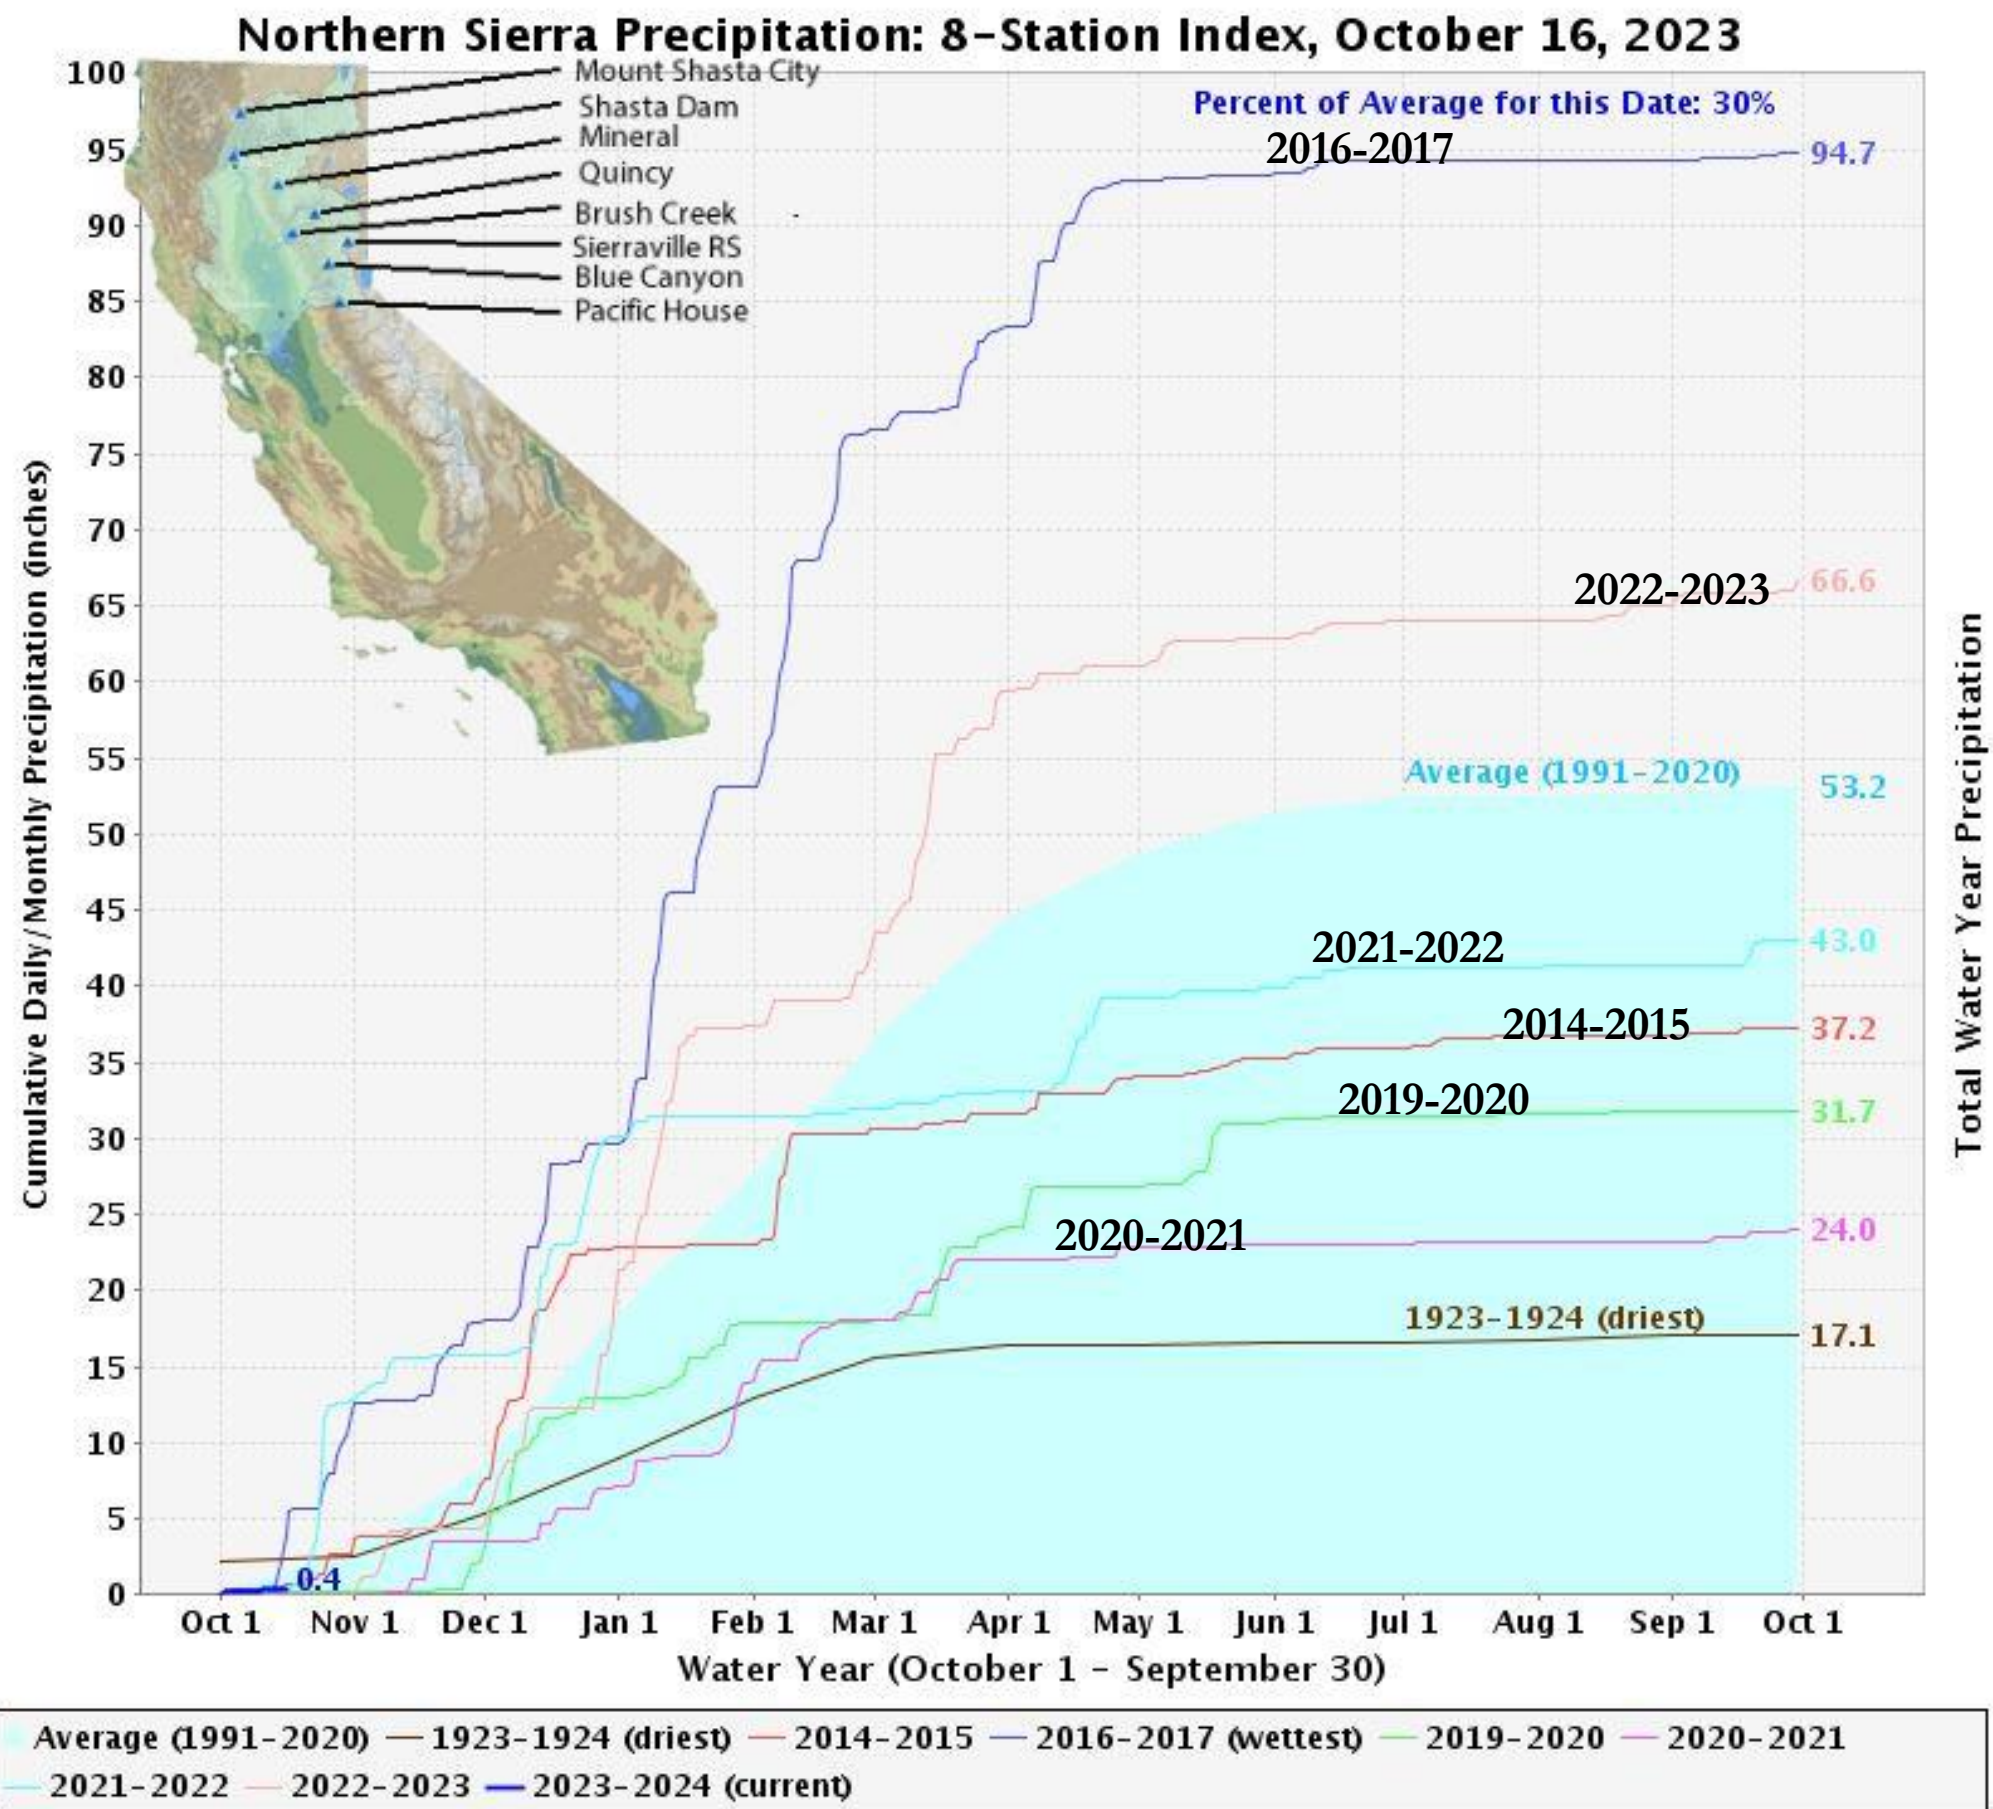 Northern Sierra Precipitation: 8-Station Index, October 16, 2023
Percent of Average for this Date: 30%
Mount Shasta City
Shasta Dam
Mineral
Quincy
Brush Creek
Sierraville RS
Blue Canyon
Pacific House
Cumulative Daily/Monthly Precipitation (inches)
100
95
90
85
80
75
70
65
60
55
50
45
40
35
30
25
20
15
10
5
0
2016-2017
94.7
2022-2023
66.6
Average (1991-2020)
53.2
2021-2022
43.0
2014-2015
37.2
2019-2020
31.7
2020-2021
24.0
1923-1924 (driest)
17.1
0.4
Total Water Year Precipitation
Oct 1 Nov 1 Dec 1 Jan 1 Feb 1 Mar 1 Apr 1 May 1 Jun 1 Jul 1 Aug 1 Sep 1 Oct 1
Water Year (October 1 - September 30)
Average (1991-2020) 1923-1924 (driest) 2014-2015 2016-2017 (wettest) 2019-2020 2020-2021
2021-2022 2022-2023 2023-2024 (current)